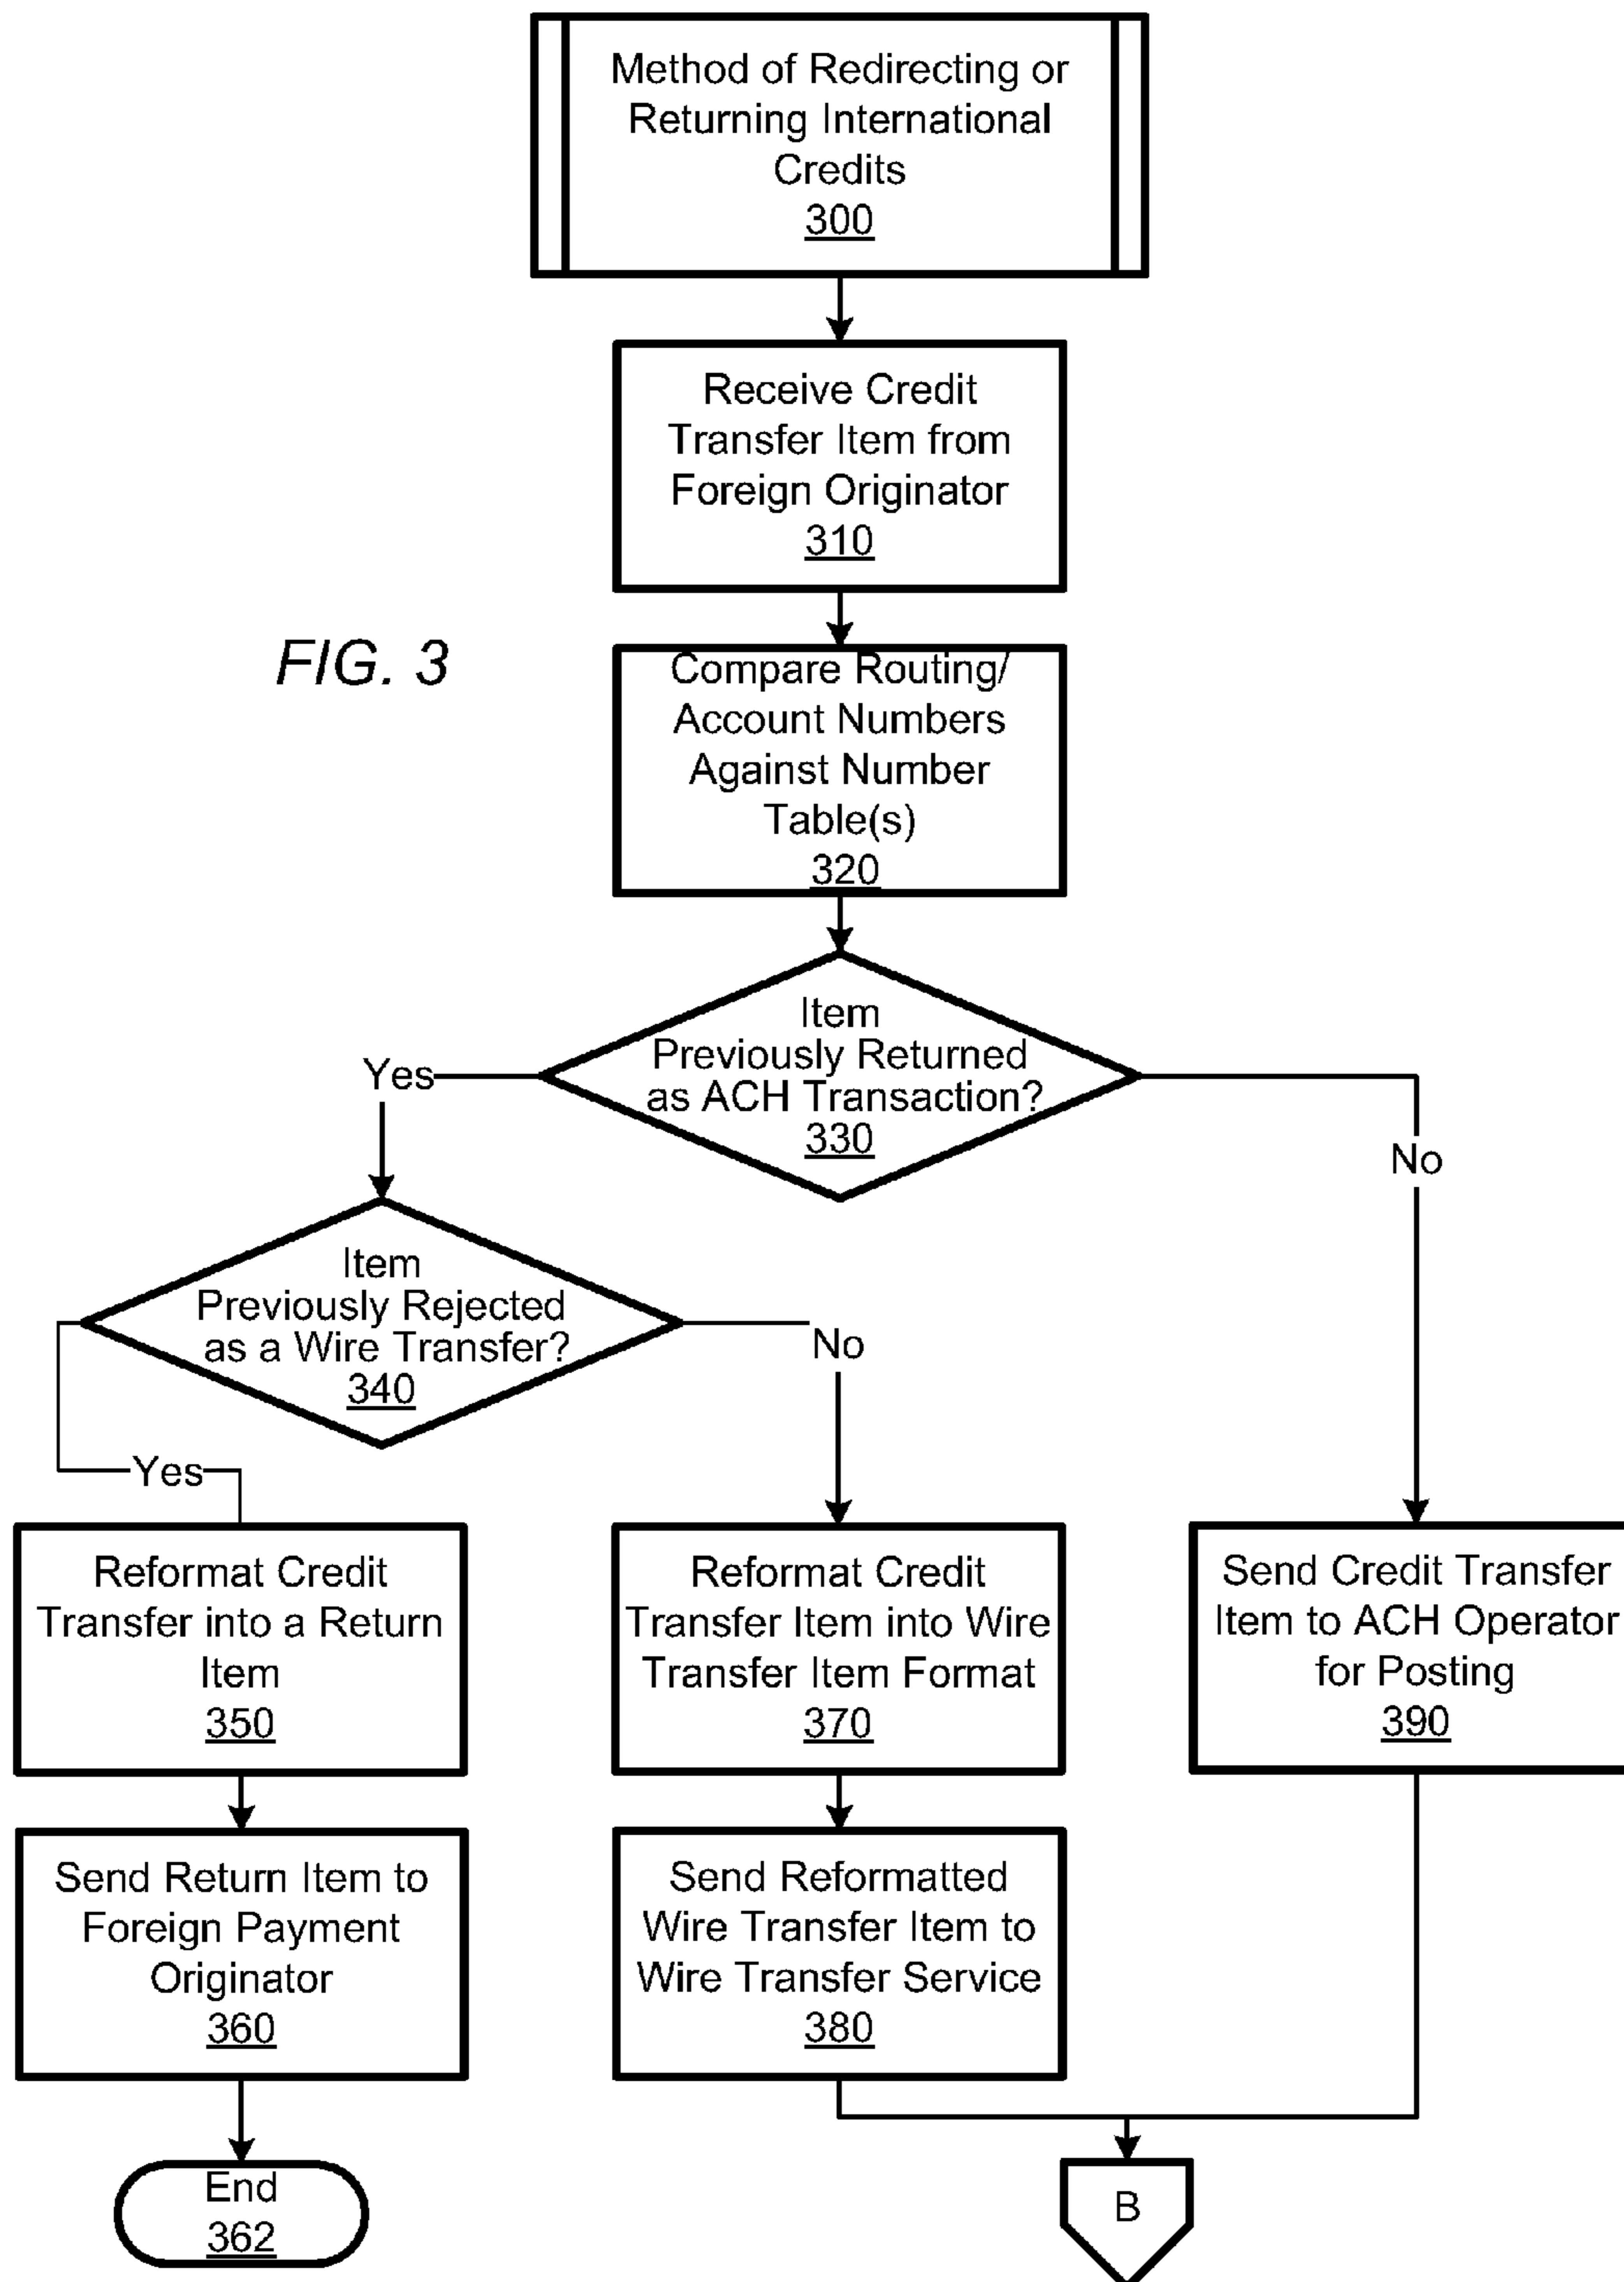 Method of Redirecting or
Returning International
Credits
300
Receive Credit
Transfer Item from
Foreign Originator
310
FIG. 3
Compare Routing/
Account Numbers
Against Number
Table(s)
320
Item
Previously Returned
as ACH Transaction?
330
Yes
No
Item
Previously Rejected
as a Wire Transfer?
340
No
Yes
Reformat Credit
Transfer into a Return
Item
350
Reformat Credit
Transfer Item into Wire
Transfer Item Format
370
Send Credit Transfer
Item to ACH Operator
for Posting
390
Send Return Item to
Foreign Payment
Originator
360
Send Reformatted
Wire Transfer Item to
Wire Transfer Service
380
End
362
B